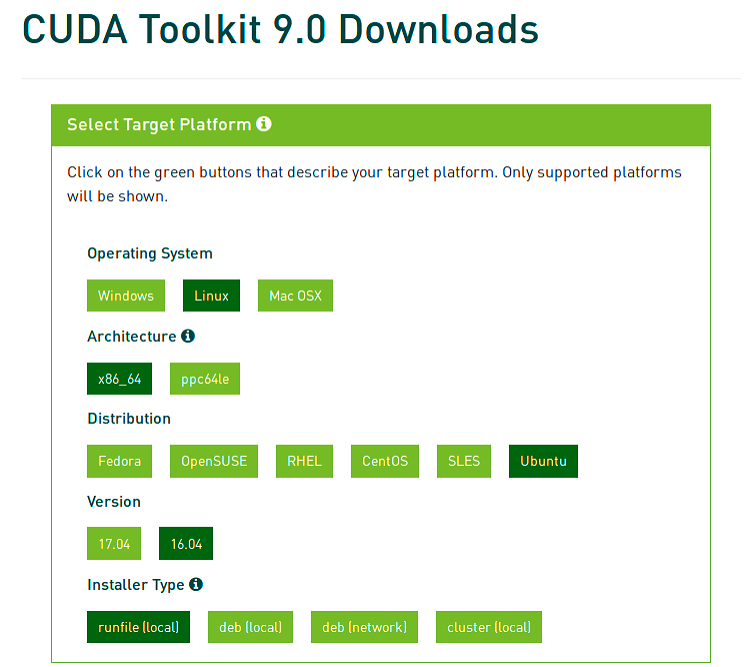 CUDA Toolkit 9.0 Downloads
Select Target Platform
Click on the green buttons that describe your target platform. Only supported platforms
will be shown.
Operating System
Windows Linux Mac OSX
Architecture
x86_64 ppc64le
Distribution
Fedora OpenSUSE RHEL CentOS SLES Ubuntu
Version
17.04 16.04
Installer Type
runfile (local) deb (local) deb (network) cluster (local)